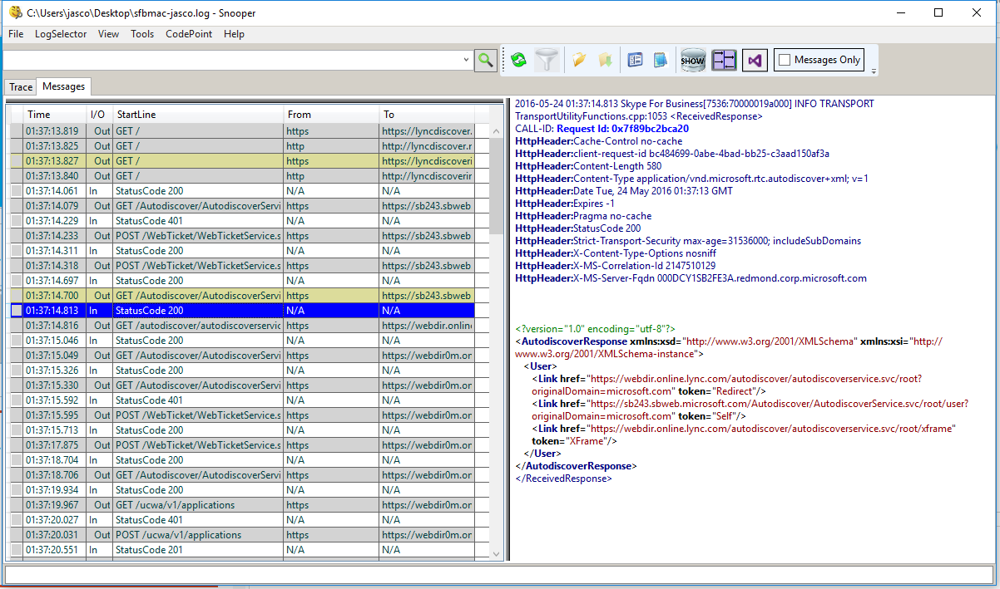 C:\Users\jasco\Desktop\sfbmac-jasco.log - Snooper
File LogSelector View Tools CodePoint Help
SHOW Messages Only
Trace Messages
Time I/O StartLine From To
01:37:13.819 Out GET / https https://lyncdiscover.
01:37:13.825 Out GET / http http://lyncdiscover.r
01:37:13.827 Out GET / https https://lyncdiscoveri
01:37:13.840 Out GET / http http://lyncdiscoverir
01:37:14.061 In StatusCode 200 N/A N/A
01:37:14.079 Out GET /Autodiscover/AutodiscoverServi https https://sb243.sbweb
01:37:14.229 In StatusCode 401 N/A N/A
01:37:14.233 Out POST /WebTicket/WebTicketService.s https https://sb243.sbweb
01:37:14.311 In StatusCode 200 N/A N/A
01:37:14.318 Out POST /WebTicket/WebTicketService.s https https://sb243.sbweb
01:37:14.697 In StatusCode 200 N/A N/A
01:37:14.700 Out GET /Autodiscover/AutodiscoverServi https https://sb243.sbweb
01:37:14.813 In StatusCode 200 N/A N/A
01:37:14.816 Out GET /autodiscover/autodiscoverservic https https://webdir.online
01:37:15.046 In StatusCode 200 N/A N/A
01:37:15.049 Out GET /Autodiscover/AutodiscoverServi https https://webdir0m.or
01:37:15.326 In StatusCode 200 N/A N/A
01:37:15.330 Out GET /Autodiscover/AutodiscoverServi https https://webdir0m.or
01:37:15.592 In StatusCode 401 N/A N/A
01:37:15.595 Out POST /WebTicket/WebTicketService.s https https://webdir0m.or
01:37:15.713 In StatusCode 200 N/A N/A
01:37:17.875 Out POST /WebTicket/WebTicketService.s https https://webdir0m.or
01:37:18.704 In StatusCode 200 N/A N/A
01:37:18.706 Out GET /Autodiscover/AutodiscoverServi https https://webdir0m.or
01:37:19.934 In StatusCode 200 N/A N/A
01:37:19.967 Out GET /ucwa/v1/applications https https://webdir0m.or
01:37:20.027 In StatusCode 401 N/A N/A
01:37:20.031 Out POST /ucwa/v1/applications https https://webdir0m.or
01:37:20.551 In StatusCode 201 N/A N/A
2016-05-24 01:37:14.813 Skype For Business[7536:70000019a000] INFO TRANSPORT
TransportUtilityFunctions.cpp:1053 <ReceivedResponse>
CALL-ID: Request Id: 0x7f89bc2bca20
HttpHeader:Cache-Control no-cache
HttpHeader:client-request-id bc484699-0abe-4bad-bb25-c3aad150af3a
HttpHeader:Content-Length 580
HttpHeader:Content-Type application/vnd.microsoft.rtc.autodiscover+xml; v=1
HttpHeader:Date Tue, 24 May 2016 01:37:13 GMT
HttpHeader:Expires -1
HttpHeader:Pragma no-cache
HttpHeader:StatusCode 200
HttpHeader:Strict-Transport-Security max-age=31536000; includeSubDomains
HttpHeader:X-Content-Type-Options nosniff
HttpHeader:X-MS-Correlation-Id 2147510129
HttpHeader:X-MS-Server-Fqdn 000DCY1SB2FE3A.redmond.corp.microsoft.com
<?version="1.0" encoding="utf-8"?>
<AutodiscoverResponse xmlns:xsd="http://www.w3.org/2001/XMLSchema" xmlns:xsi="http://
www.w3.org/2001/XMLSchema-instance">
<User>
<Link href="https://webdir.online.lync.com/autodiscover/autodiscoverservice.svc/root?
originalDomain=microsoft.com" token="Redirect"/>
<Link href="https://sb243.sbweb.microsoft.com/Autodiscover/AutodiscoverService.svc/root/user?
originalDomain=microsoft.com" token="Self"/>
<Link href="https://webdir.online.lync.com/autodiscover/autodiscoverservice.svc/root/xframe"
token="XFrame"/>
</User>
</AutodiscoverResponse>
</ReceivedResponse>